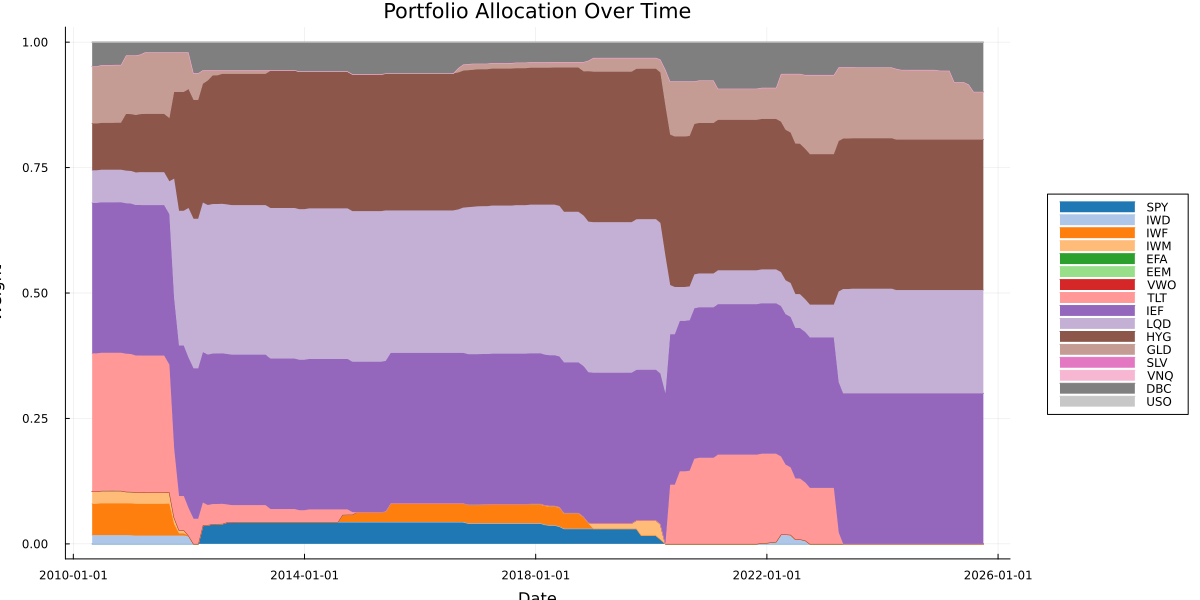 Portfolio Allocation Over Time
1.00
0.75
0.50
0.25
0.00
2010-01-01
2014-01-01
2018-01-01
2022-01-01
2026-01-01
Date
SPY
IWD
IWF
IWM
EFA
EEM
VWO
TLT
IEF
LQD
HYG
GLD
SLV
VNQ
DBC
USO